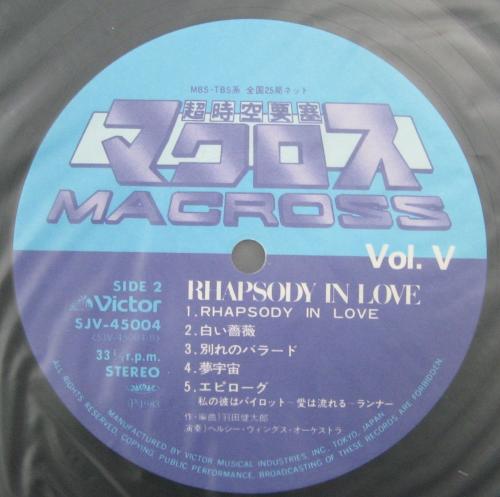 MBS-TBS系 全国25局ネット
超時空要塞
マクロス
MACROSS
Vol. V
SIDE 2
Victor
SJV-45004
(SJV-45004-B)
33 1/3 r.p.m.
STEREO
Ⓟ1983
RHAPSODY IN LOVE
1.RHAPSODY IN LOVE
2.白い薔薇
3.別れのバラード
4.夢宇宙
5.エピローグ
私の彼はパイロット－愛は流れる－ランナー
作・編曲）羽田健太郎
演奏）ヘルシー・ウィングス・オーケストラ
MANUFACTURED BY VICTOR MUSICAL INDUSTRIES, INC., TOKYO, JAPAN
ALL RIGHTS RESERVED, COPYING, PUBLIC PERFORMANCE, BROADCASTING OF THESE RECORDS ARE FORBIDDEN.